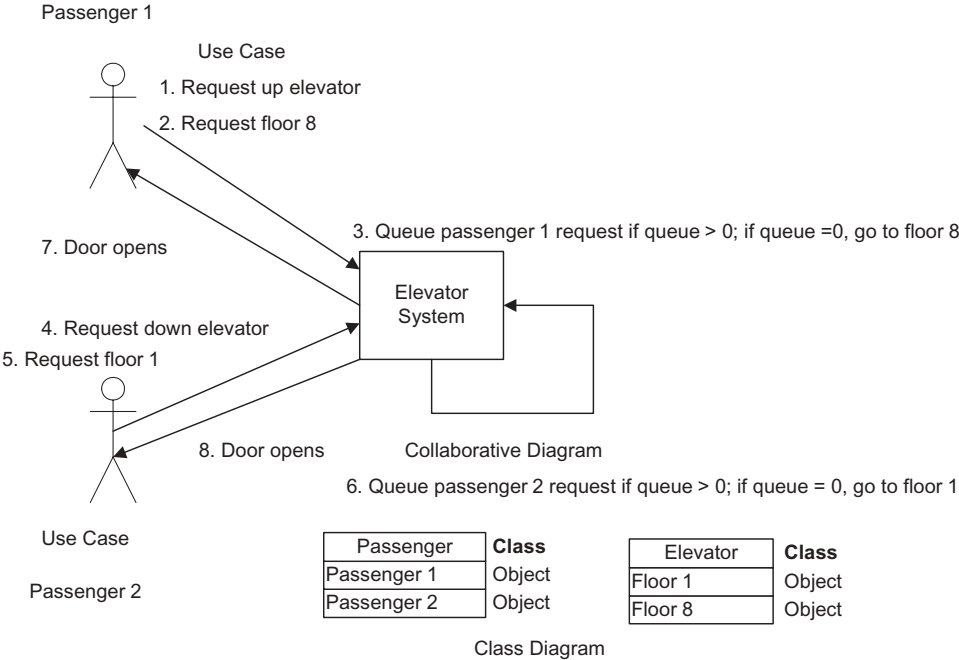 Passenger 1
Use Case
1. Request up elevator
2. Request floor 8
3. Queue passenger 1 request if queue > 0; if queue =0, go to floor 8
7. Door opens
Elevator
System
4. Request down elevator
5. Request floor 1
8. Door opens
Collaborative Diagram
6. Queue passenger 2 request if queue > 0; if queue = 0, go to floor 1
Use Case
Passenger 2
Passenger Class
Passenger 1 Object
Passenger 2 Object
Elevator Class
Floor 1 Object
Floor 8 Object
Class Diagram